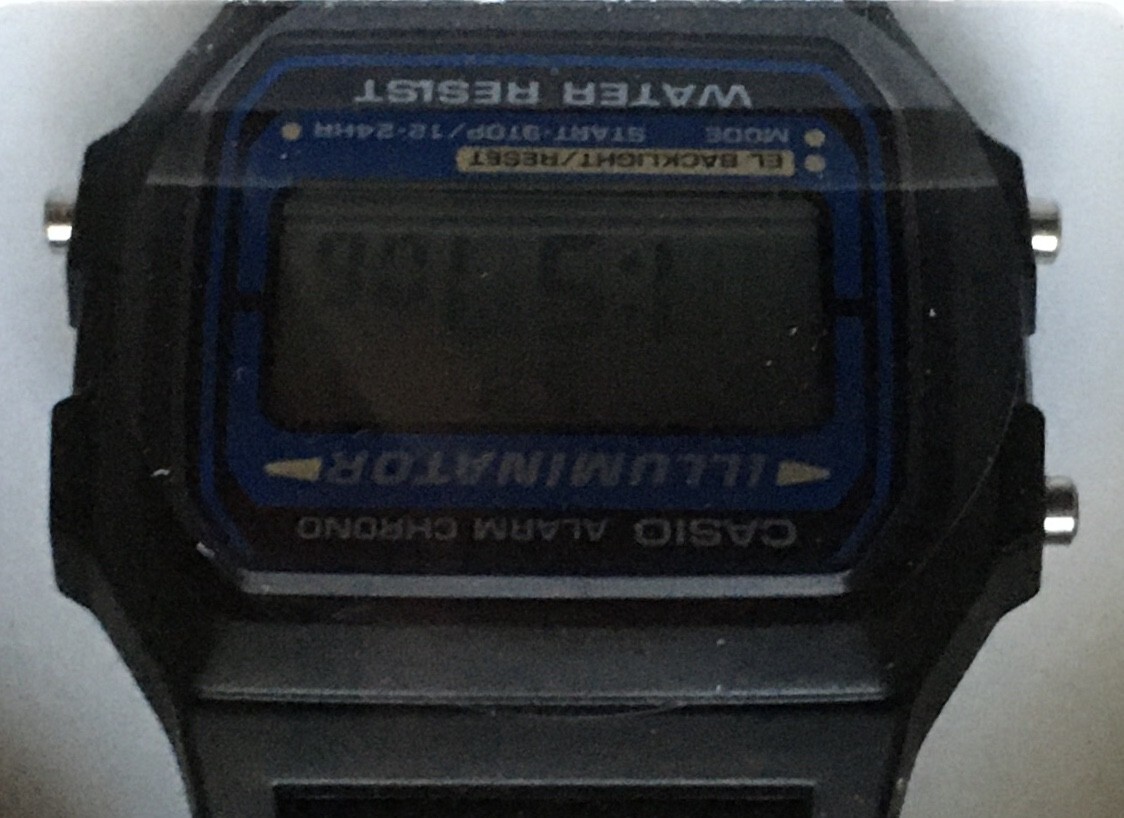 CASIO ALARM CHRONO
ILLUMINATOR
EL BACKLIGHT/RESET
MODE START·STOP/12·24HR
WATER RESIST